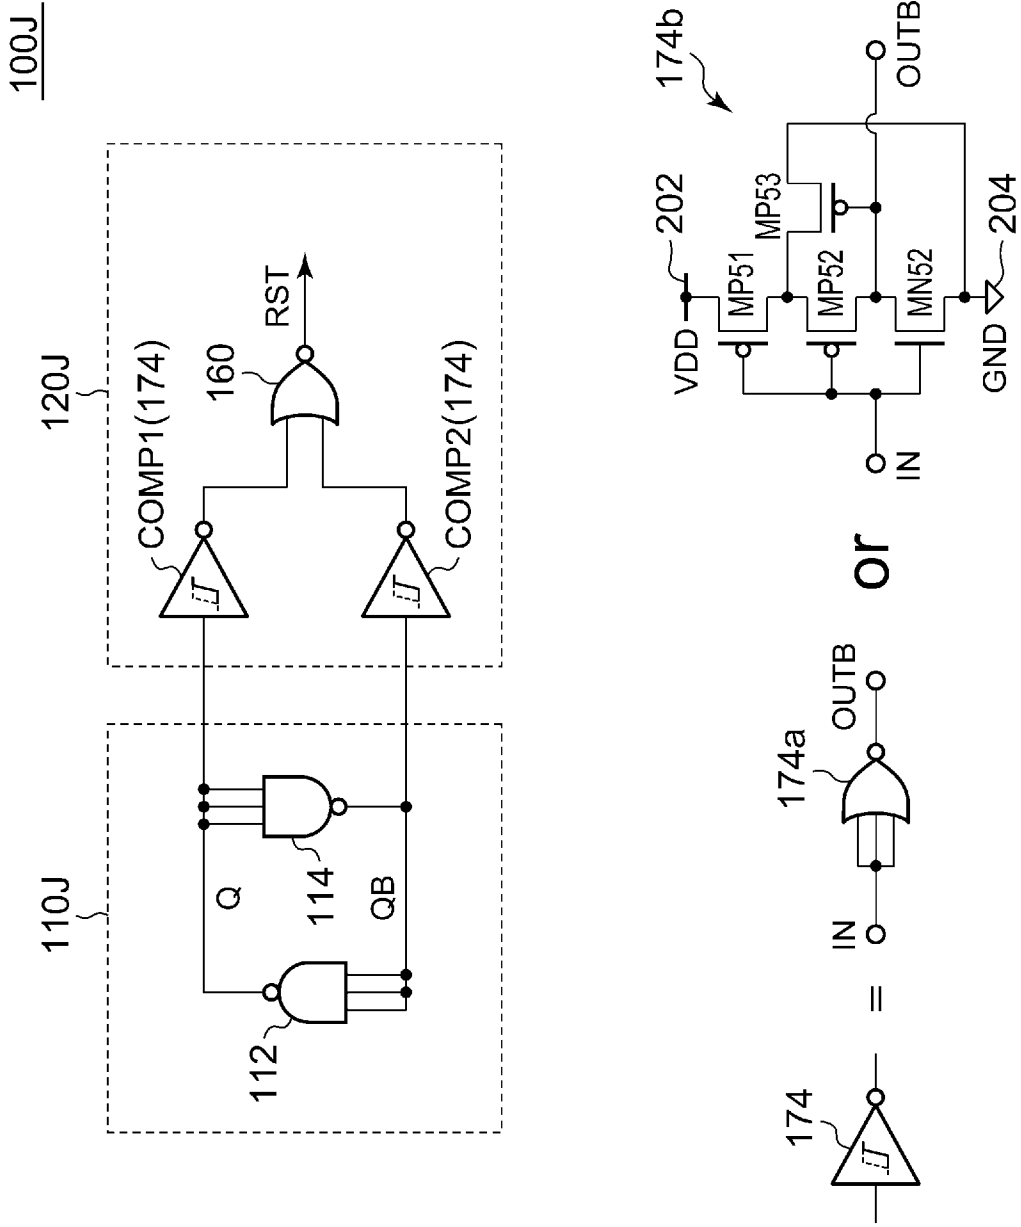 100J
110J
120J
Q
QB
112
114
COMP1(174)
COMP2(174)
160
RST
174
=
IN
174a
OUTB
or
IN
VDD
202
MP51
MP52
MP53
MN52
GND
204
174b
OUTB